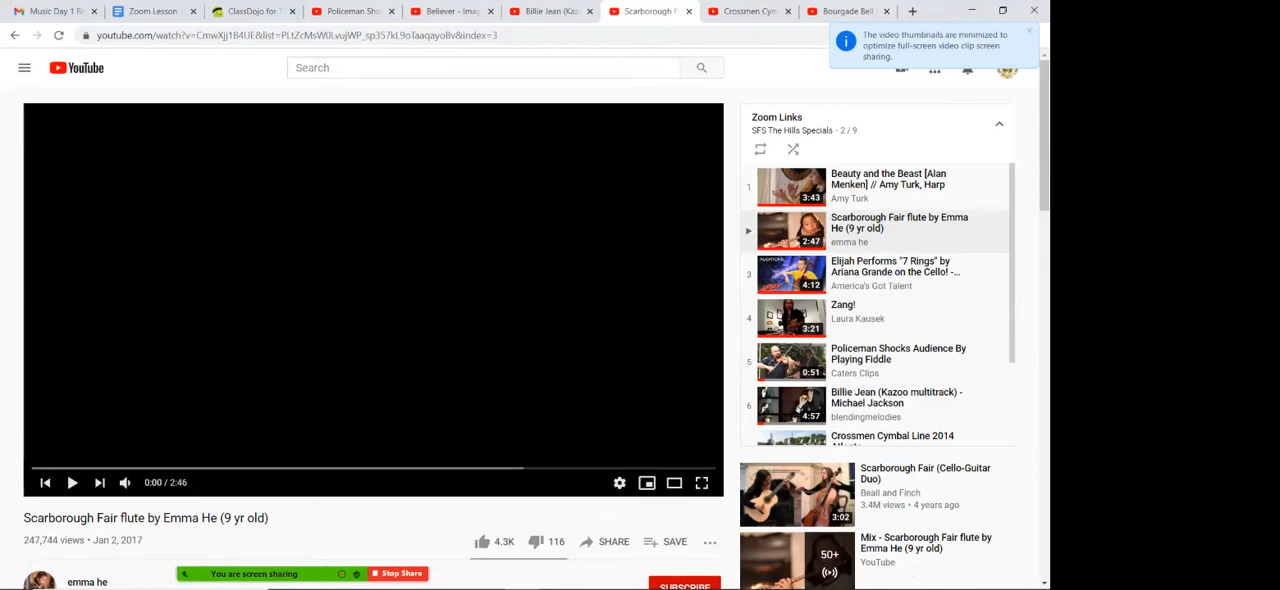 Music Day 1 R
Zoom Lesson
ClassDojo for T
Policeman Sho
Believer - Imag
Billie Jean (Kaz
Scarborough F
Crossmen Cym
Bourgade Bell
youtube.com/watch?v=CmwXjj1B4UE&list=PLtZcMsW0LvujWP_sp357kL9oTaaqayoBv&index=3
The video thumbnails are minimized to
optimize full-screen video clip screen
sharing.
YouTube
Search
Zoom Links
SFS The Hills Specials - 2 / 9
1
3:43
Beauty and the Beast [Alan
Menken] // Amy Turk, Harp
Amy Turk
2:47
Scarborough Fair flute by Emma
He (9 yr old)
emma he
3
4:12
Elijah Performs "7 Rings" by
Ariana Grande on the Cello! -...
America's Got Talent
4
3:21
Zang!
Laura Kausek
5
0:51
Policeman Shocks Audience By
Playing Fiddle
Caters Clips
6
4:57
Billie Jean (Kazoo multitrack) -
Michael Jackson
blendingmelodies
Crossmen Cymbal Line 2014
0:00 / 2:46
Scarborough Fair flute by Emma He (9 yr old)
247,744 views • Jan 2, 2017
4.3K
116
SHARE
SAVE
3:02
Scarborough Fair (Cello-Guitar
Duo)
Beall and Finch
3.4M views • 4 years ago
50+
Mix - Scarborough Fair flute by
Emma He (9 yr old)
YouTube
You are screen sharing
Stop Share
emma he
SUBSCRIBE